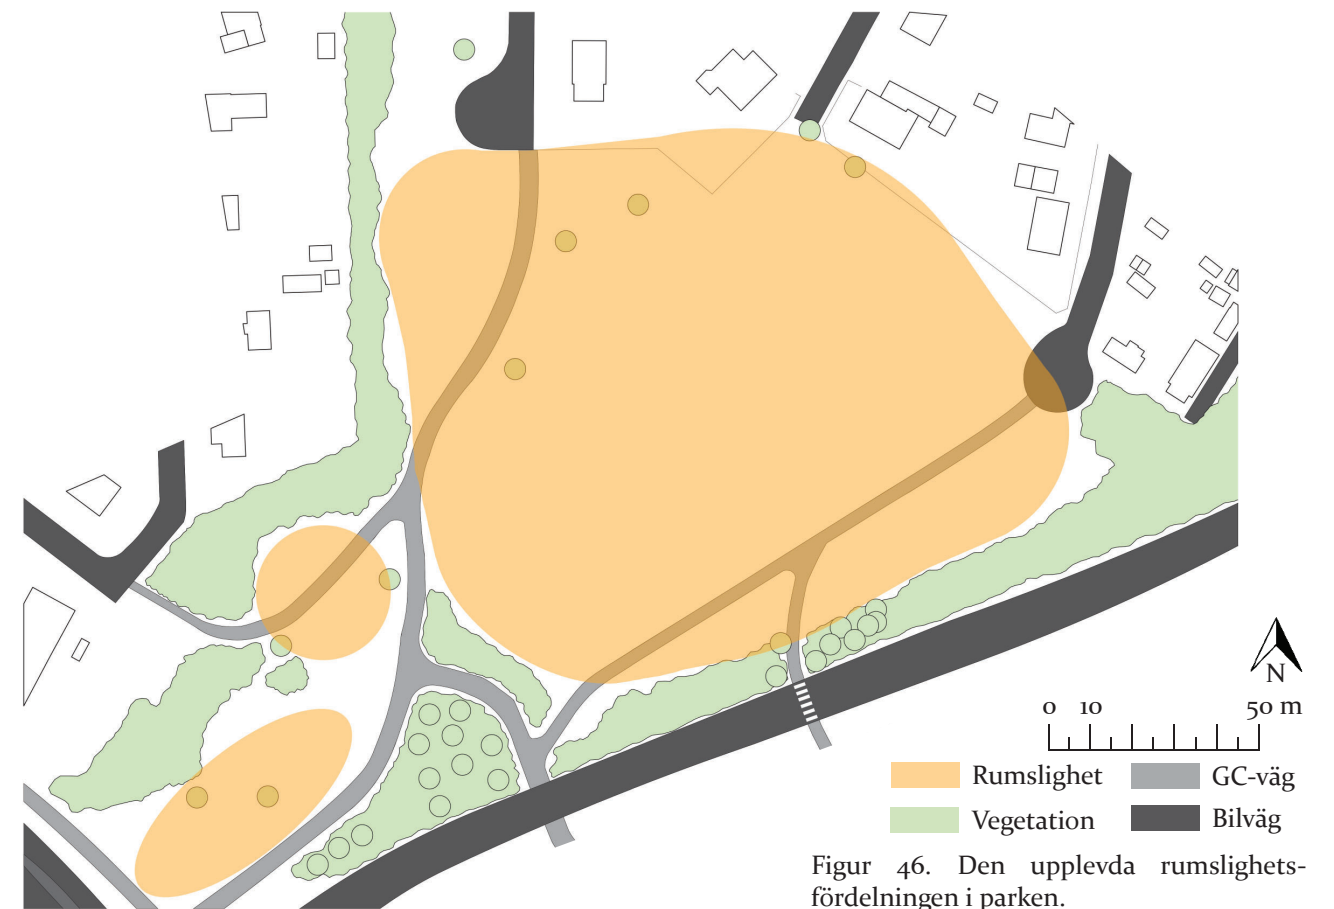 N
0 10 50 m
Rumslighet GC-väg
Vegetation Bilväg
Figur 46. Den upplevda rumslighets-
fördelningen i parken.